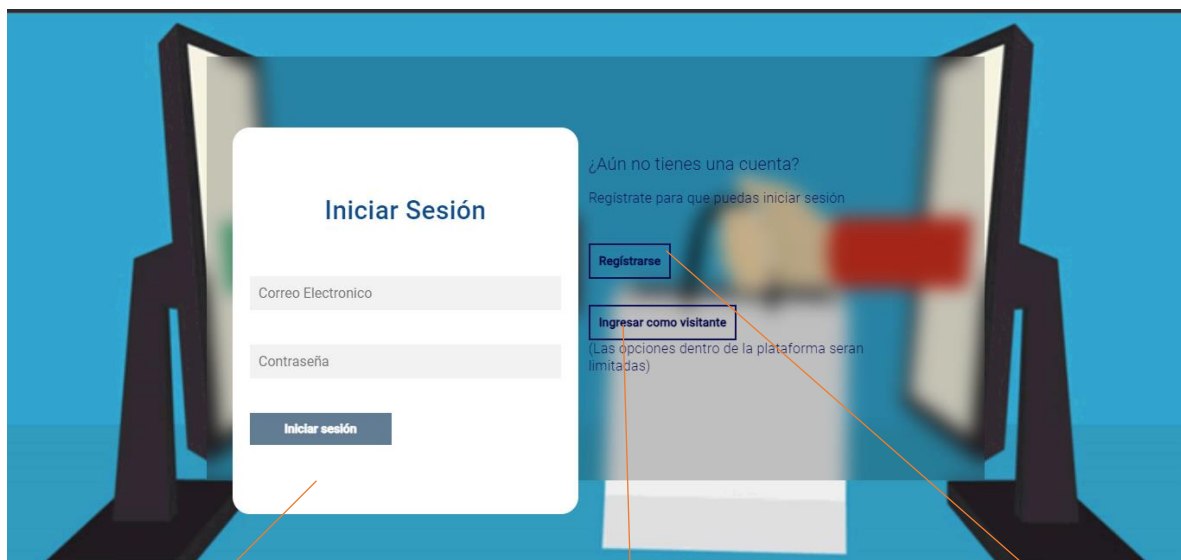 Iniciar Sesión
Correo Electronico
Contraseña
Iniciar sesión
¿Aún no tienes una cuenta?
Regístrate para que puedas iniciar sesión
Regístrarse
Ingresar como visitante
(Las opciones dentro de la plataforma seran
limitadas)